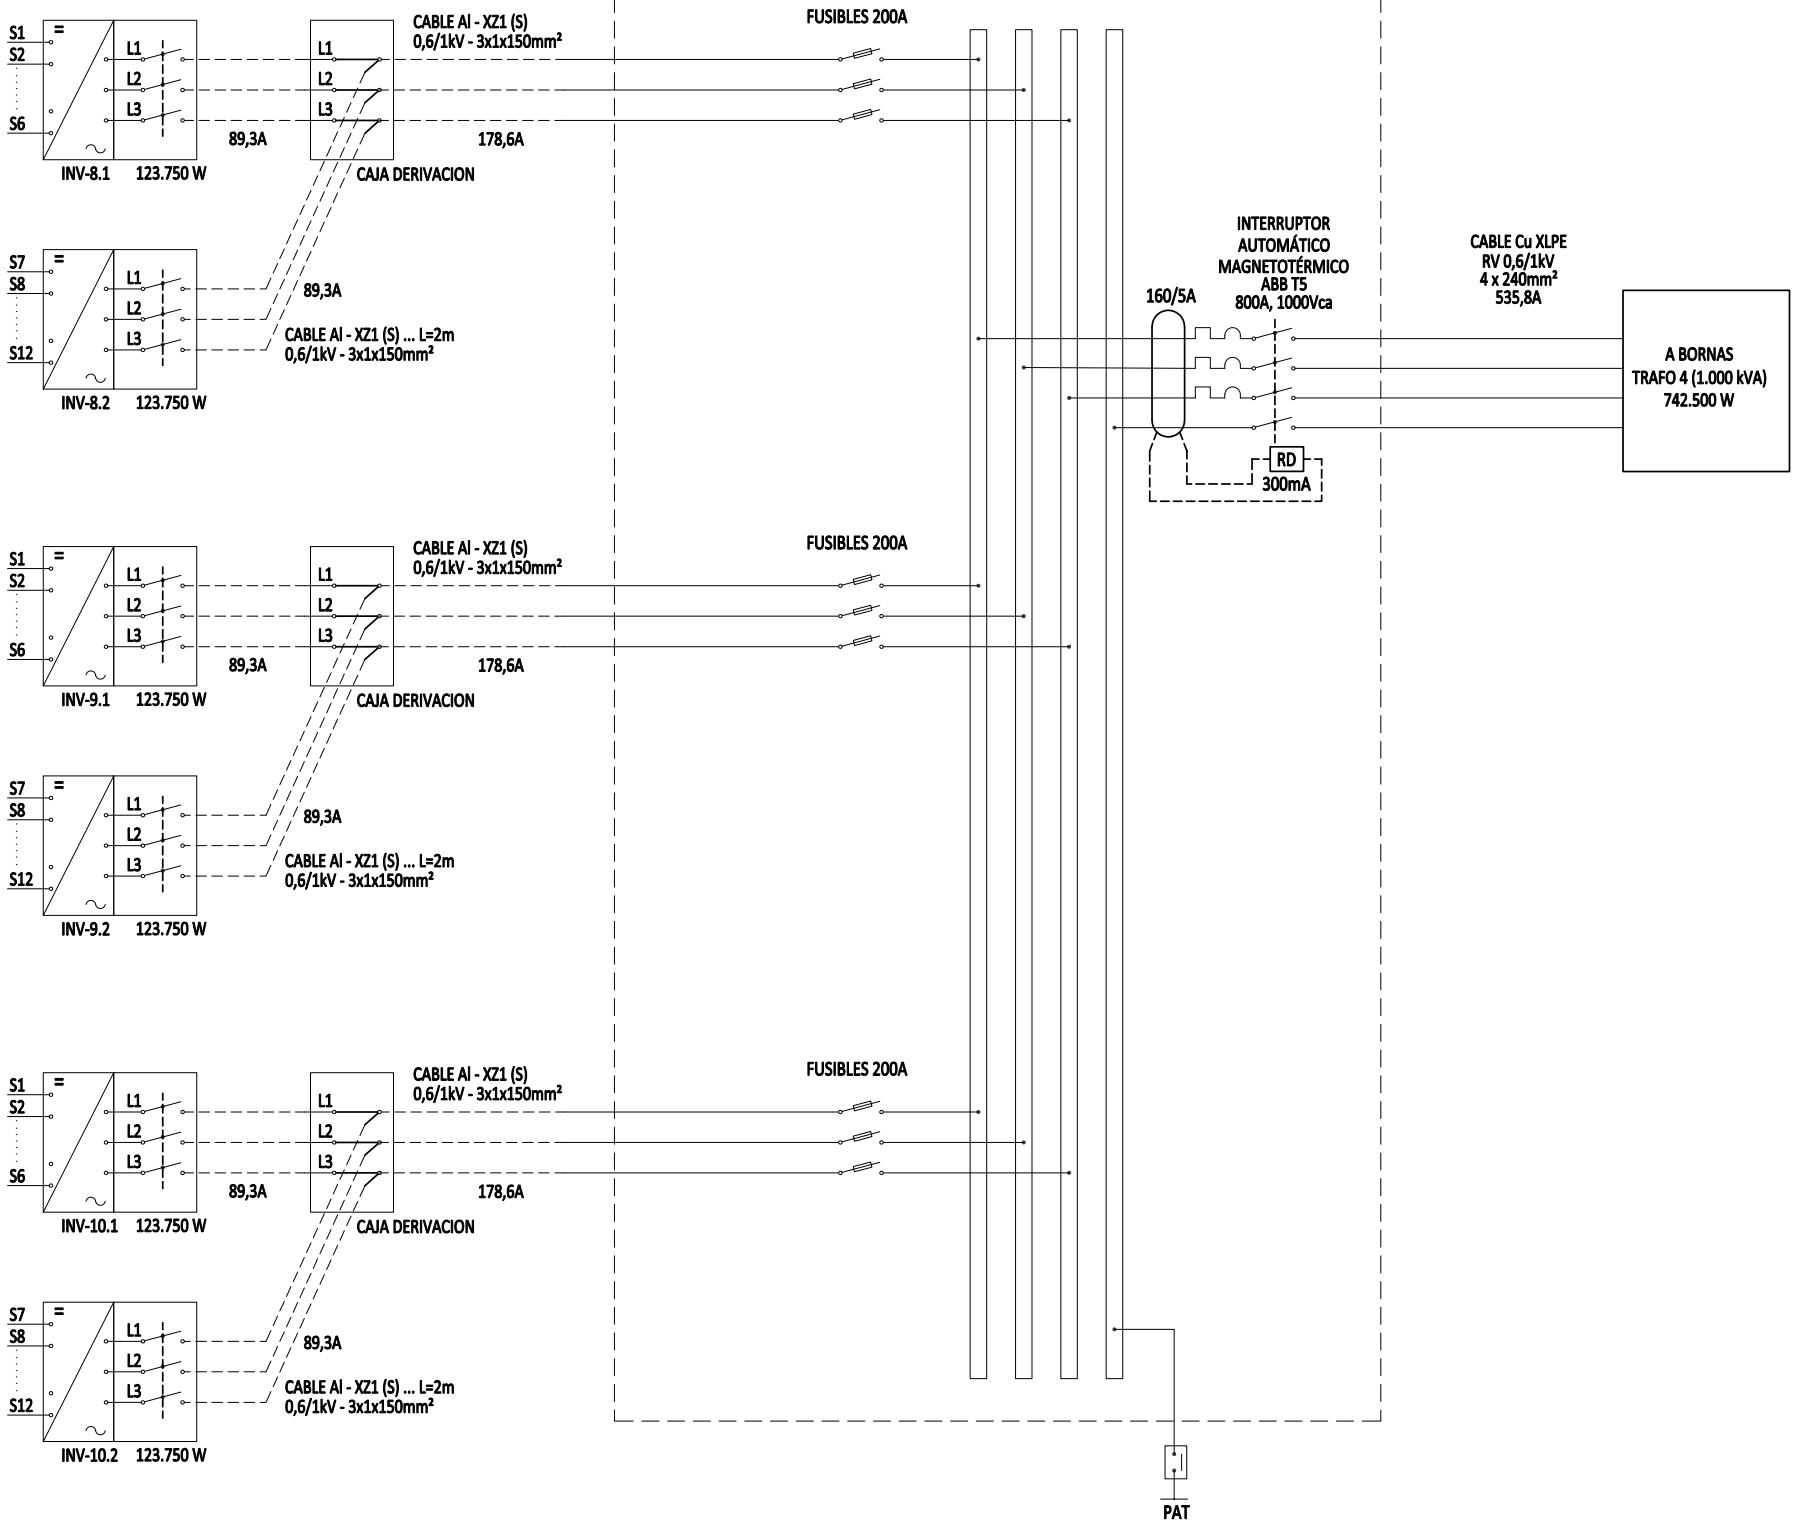 FUSIBLES 200A
S1
S2
S6
=
L1
L2
L3
INV-8.1 123.750 W
89,3A
L1
L2
L3
CAJA DERIVACION
CABLE Al - XZ1 (S)
0,6/1kV - 3x1x150mm²
178,6A
S7
S8
S12
=
L1
L2
L3
INV-8.2 123.750 W
89,3A
CABLE Al - XZ1 (S) ... L=2m
0,6/1kV - 3x1x150mm²
160/5A
INTERRUPTOR
AUTOMÁTICO
MAGNETOTÉRMICO
ABB T5
800A, 1000Vca
RD
300mA
CABLE Cu XLPE
RV 0,6/1kV
4 x 240mm²
535,8A
A BORNAS
TRAFO 4 (1.000 kVA)
742.500 W
FUSIBLES 200A
S1
S2
S6
=
L1
L2
L3
INV-9.1 123.750 W
89,3A
L1
L2
L3
CAJA DERIVACION
CABLE Al - XZ1 (S)
0,6/1kV - 3x1x150mm²
178,6A
S7
S8
S12
=
L1
L2
L3
INV-9.2 123.750 W
89,3A
CABLE Al - XZ1 (S) ... L=2m
0,6/1kV - 3x1x150mm²
FUSIBLES 200A
S1
S2
S6
=
L1
L2
L3
INV-10.1 123.750 W
89,3A
L1
L2
L3
CAJA DERIVACION
CABLE Al - XZ1 (S)
0,6/1kV - 3x1x150mm²
178,6A
S7
S8
S12
=
L1
L2
L3
INV-10.2 123.750 W
89,3A
CABLE Al - XZ1 (S) ... L=2m
0,6/1kV - 3x1x150mm²
PAT